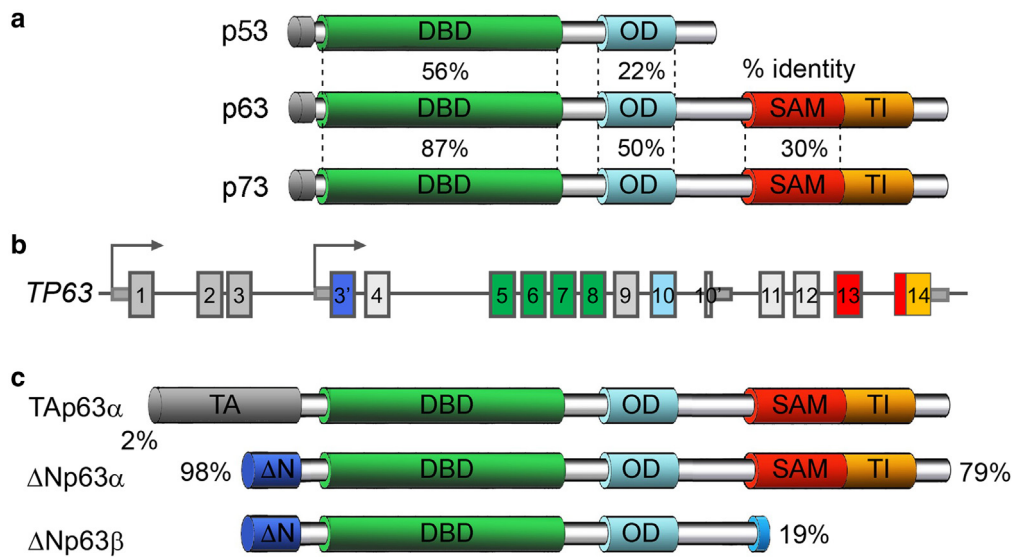 a
p53 DBD OD
56% 22% % identity
p63 DBD OD SAM TI
87% 50% 30%
p73 DBD OD SAM TI
b
TP63 1 2 3 3' 4 5 6 7 8 9 10 10' 11 12 13 14
c
TAp63α TA DBD OD SAM TI
2%
ΔNp63α 98% ΔN DBD OD SAM TI 79%
ΔNp63β ΔN DBD OD 19%